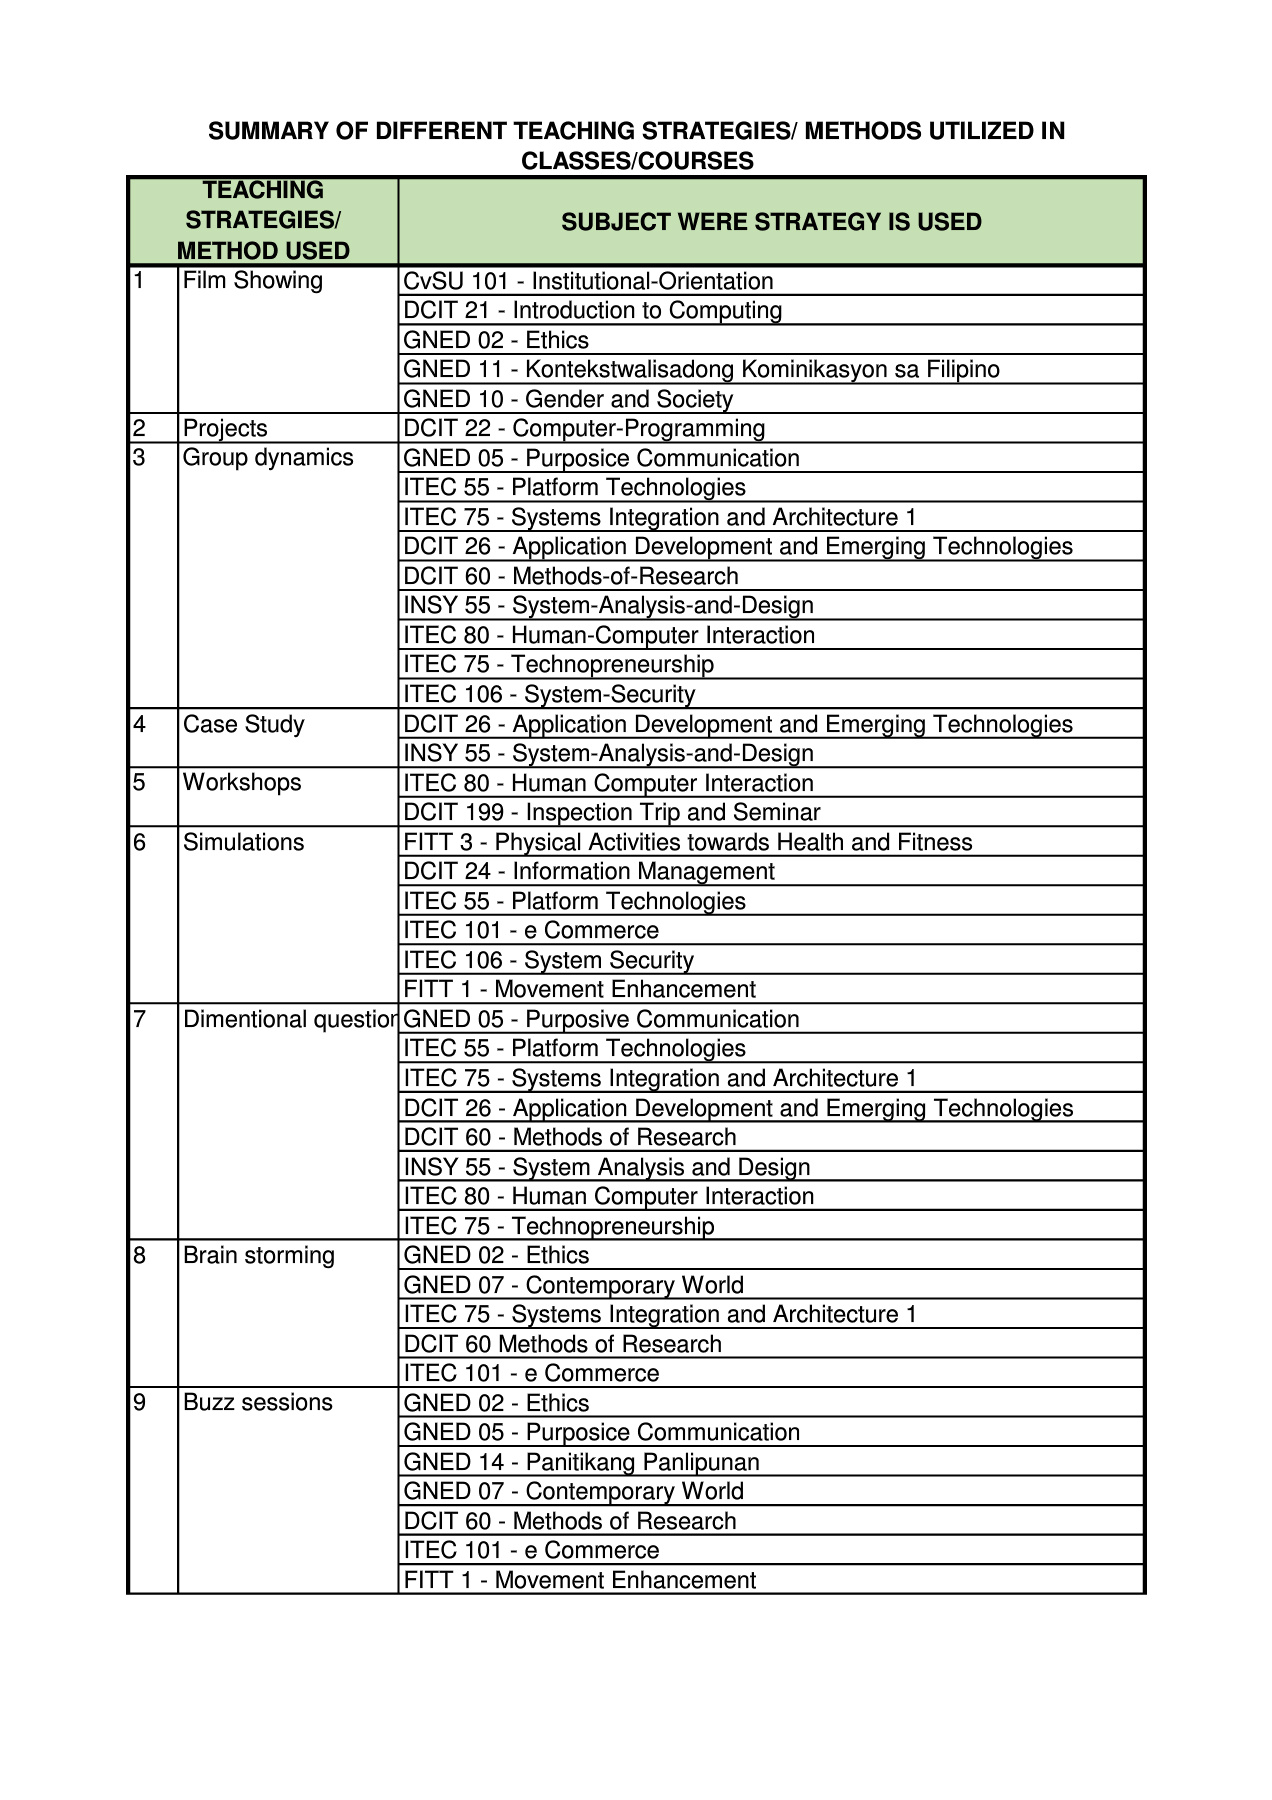 SUMMARY OF DIFFERENT TEACHING STRATEGIES/ METHODS UTILIZED IN
CLASSES/COURSES
TEACHING
STRATEGIES/
METHOD USED
SUBJECT WERE STRATEGY IS USED
1 Film Showing CvSU 101 - Institutional-Orientation
DCIT 21 - Introduction to Computing
GNED 02 - Ethics
GNED 11 - Kontekstwalisadong Kominikasyon sa Filipino
GNED 10 - Gender and Society
2 Projects DCIT 22 - Computer-Programming
3 Group dynamics GNED 05 - Purposice Communication
ITEC 55 - Platform Technologies
ITEC 75 - Systems Integration and Architecture 1
DCIT 26 - Application Development and Emerging Technologies
DCIT 60 - Methods-of-Research
INSY 55 - System-Analysis-and-Design
ITEC 80 - Human-Computer Interaction
ITEC 75 - Technopreneurship
ITEC 106 - System-Security
4 Case Study DCIT 26 - Application Development and Emerging Technologies
INSY 55 - System-Analysis-and-Design
5 Workshops ITEC 80 - Human Computer Interaction
DCIT 199 - Inspection Trip and Seminar
6 Simulations FITT 3 - Physical Activities towards Health and Fitness
DCIT 24 - Information Management
ITEC 55 - Platform Technologies
ITEC 101 - e Commerce
ITEC 106 - System Security
FITT 1 - Movement Enhancement
7 Dimentional question GNED 05 - Purposive Communication
ITEC 55 - Platform Technologies
ITEC 75 - Systems Integration and Architecture 1
DCIT 26 - Application Development and Emerging Technologies
DCIT 60 - Methods of Research
INSY 55 - System Analysis and Design
ITEC 80 - Human Computer Interaction
ITEC 75 - Technopreneurship
8 Brain storming GNED 02 - Ethics
GNED 07 - Contemporary World
ITEC 75 - Systems Integration and Architecture 1
DCIT 60 Methods of Research
ITEC 101 - e Commerce
9 Buzz sessions GNED 02 - Ethics
GNED 05 - Purposice Communication
GNED 14 - Panitikang Panlipunan
GNED 07 - Contemporary World
DCIT 60 - Methods of Research
ITEC 101 - e Commerce
FITT 1 - Movement Enhancement